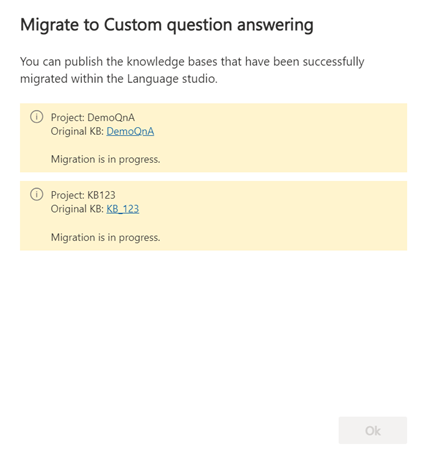 Migrate to Custom question answering
You can publish the knowledge bases that have been successfully
migrated within the Language studio.
Project: DemoQnA
Original KB: DemoQnA
Migration is in progress.
Project: KB123
Original KB: KB_123
Migration is in progress.
Ok